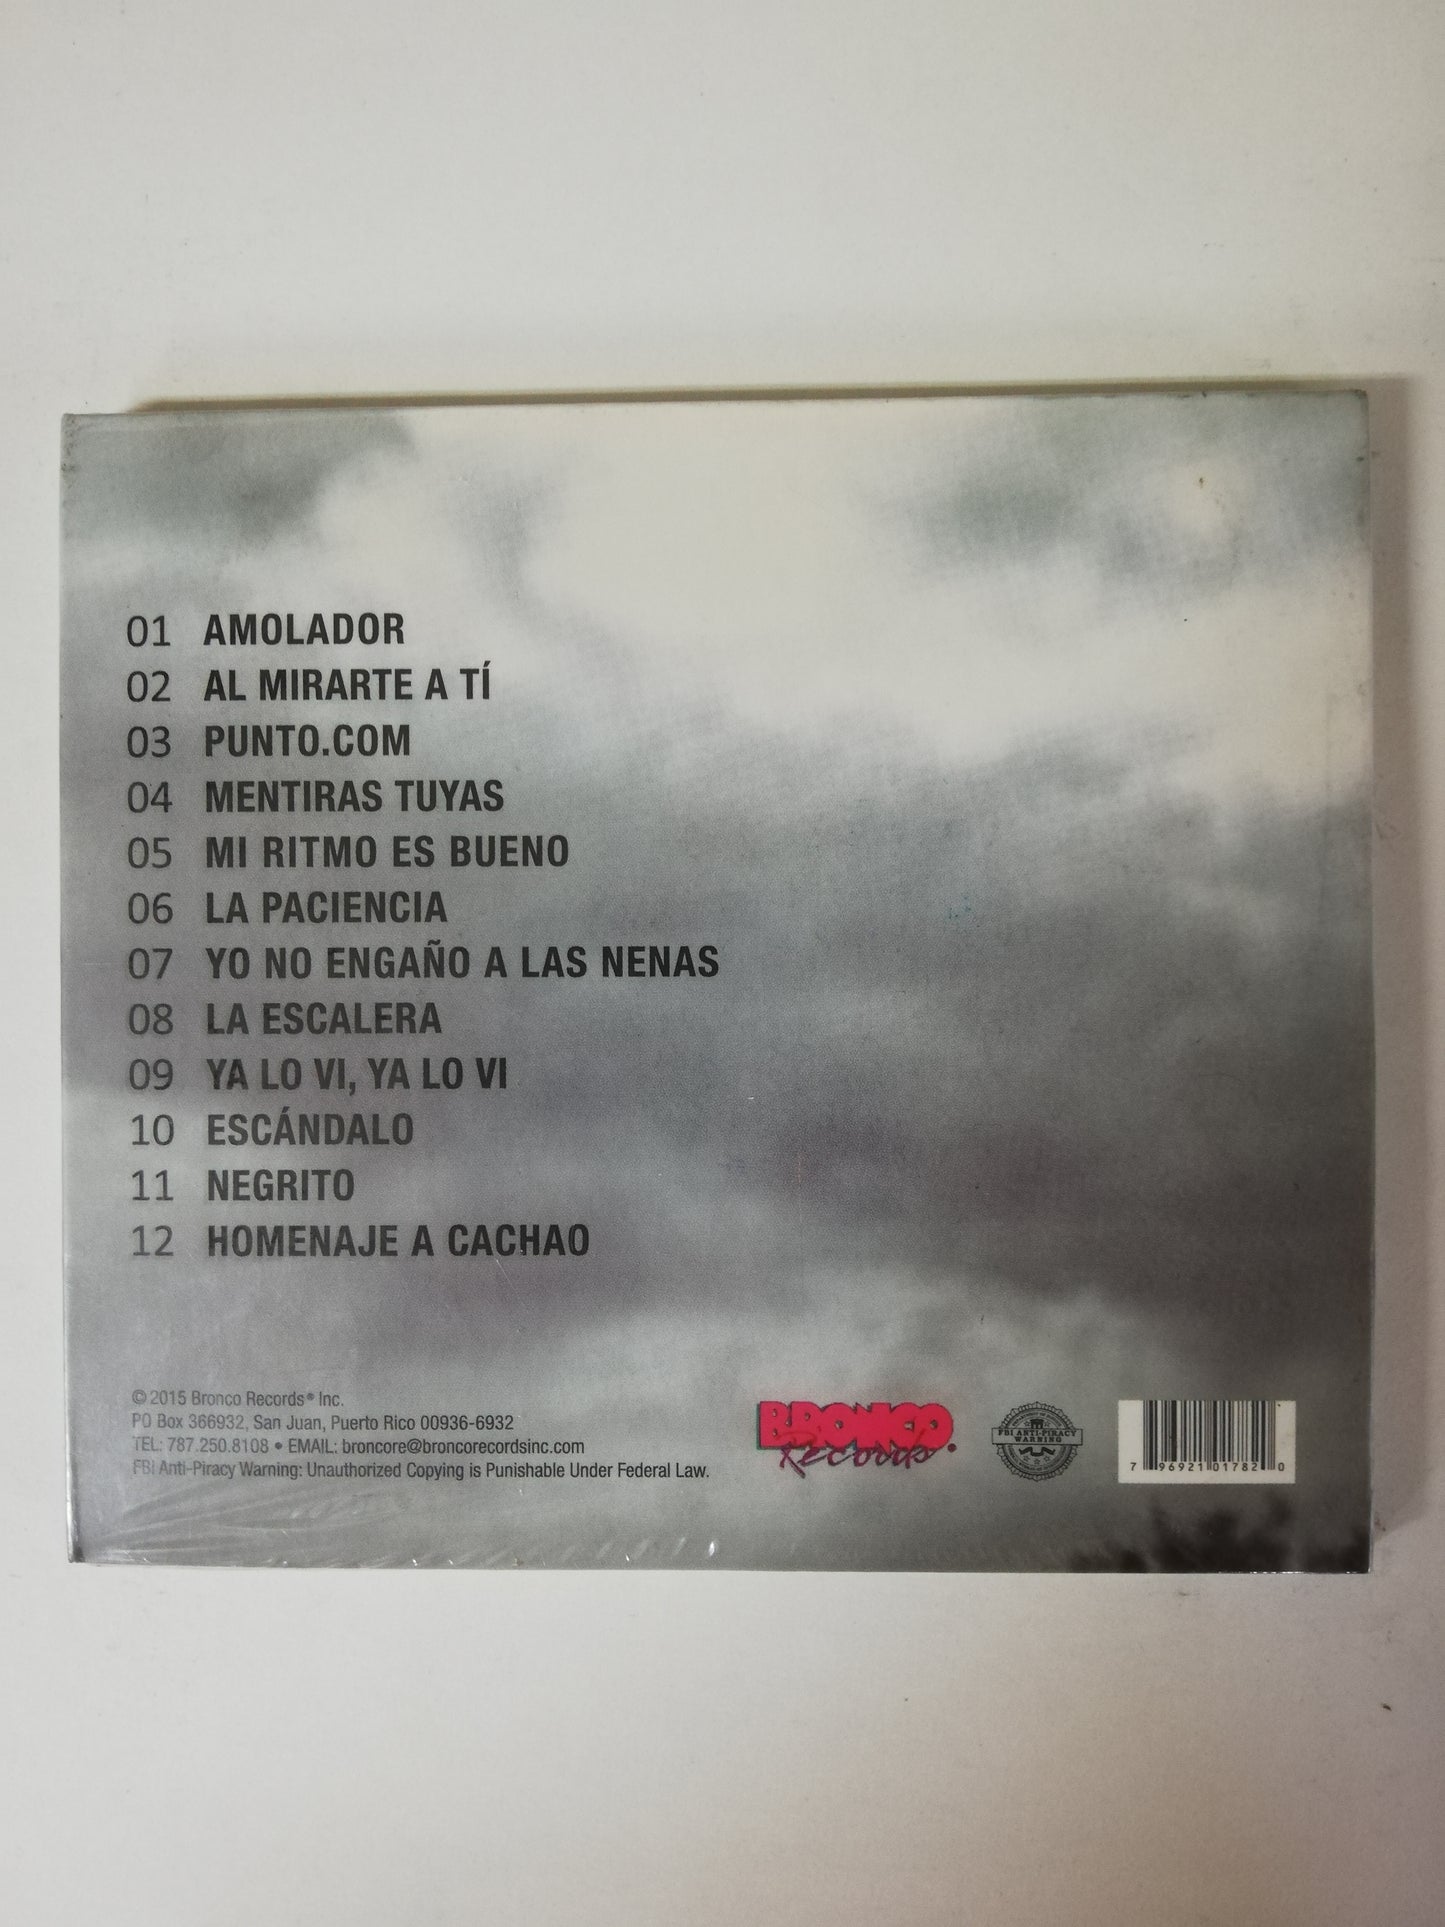 01 AMOLADOR
02 AL MIRARTE A TÍ
03 PUNTO.COM
04 MENTIRAS TUYAS
05 MI RITMO ES BUENO
06 LA PACIENCIA
07 YO NO ENGAÑO A LAS NENAS
08 LA ESCALERA
09 YA LO VI, YA LO VI
10 ESCÁNDALO
11 NEGRITO
12 HOMENAJE A CACHAO
© 2015 Bronco Records® Inc.
PO Box 366932, San Juan, Puerto Rico 00936-6932
TEL: 787.250.8108 • EMAIL: broncore@broncorecordsinc.com
FBI Anti-Piracy Warning: Unauthorized Copying is Punishable Under Federal Law.
BRONCO
Records
FBI ANTI-PIRACY
WARNING
7 96921 01782 0